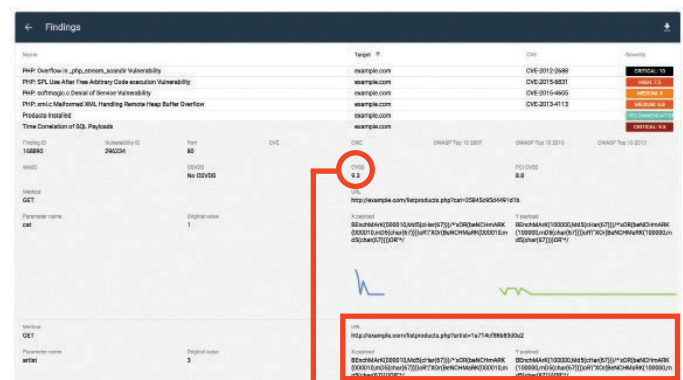 ← Findings
Name Target ↑ CVE Severity
PHP: Overflow in _php_stream_scandir Vulnerability example.com CVE-2012-2688 CRITICAL: 10
PHP: SPL Use After Free Arbitrary Code execution Vulnerability example.com CVE-2015-6831 HIGH: 7.5
PHP: softmagic.c Denial of Service Vulnerability example.com CVE-2015-4605 MEDIUM: 5
PHP: xml.c Malformed XML Handling Remote Heap Buffer Overflow example.com CVE-2013-4113 MEDIUM: 6.8
Products Installed example.com RECOMMENDATION
Time Correlation of SQL Payloads example.com CRITICAL: 9.3
Finding ID Vulnerability ID Port CVE CWE OWASP Top 10 2007 OWASP Top 10 2010 OWASP Top 10 2013
168892 296234 80
WASC OSVDB CVSS PCI CVSS
No OSVDB 9.3 8.8
Method URL
GET http://example.com/listproducts.php?cat=25845c95d4491d1b
Parameter name Original value X payload Y payload
cat 1
Method URL
GET http://example.com/listproducts.php?artist=
Parameter name Original value X payload Y payload
artist 3